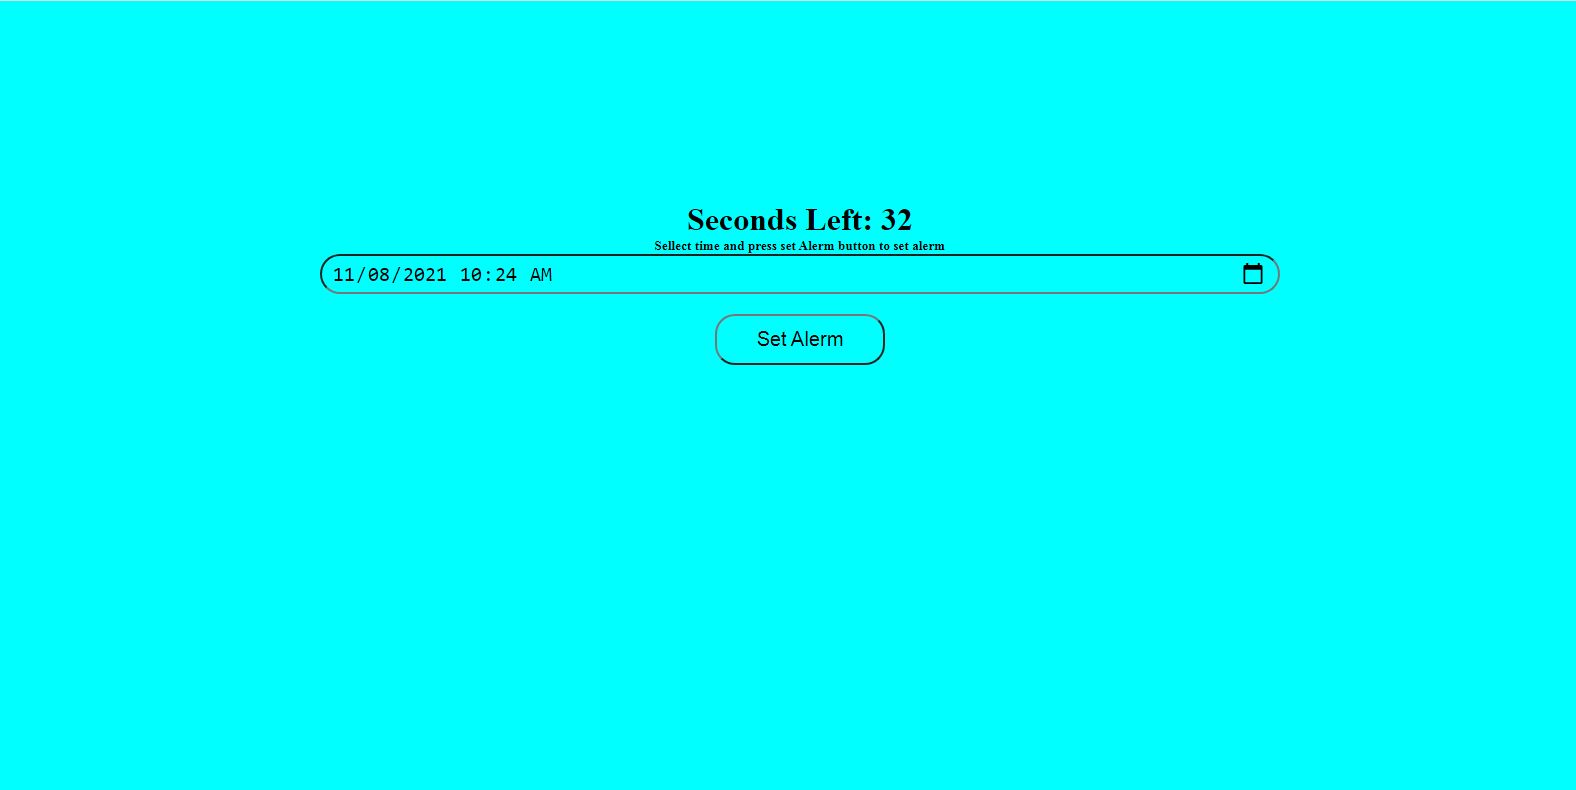 Seconds Left: 32
Sellect time and press set Alerm button to set alerm
11/08/2021 10:24 AM
Set Alerm